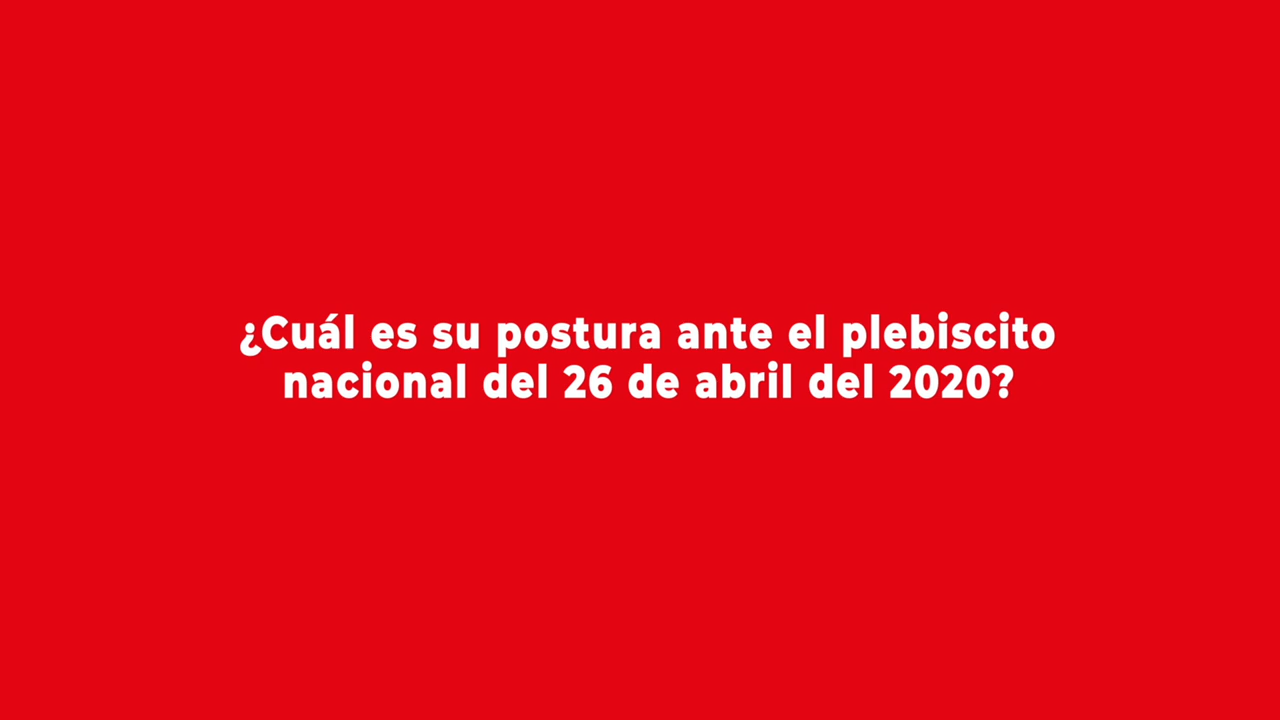 ¿Cuál es su postura ante el plebiscito
nacional del 26 de abril del 2020?